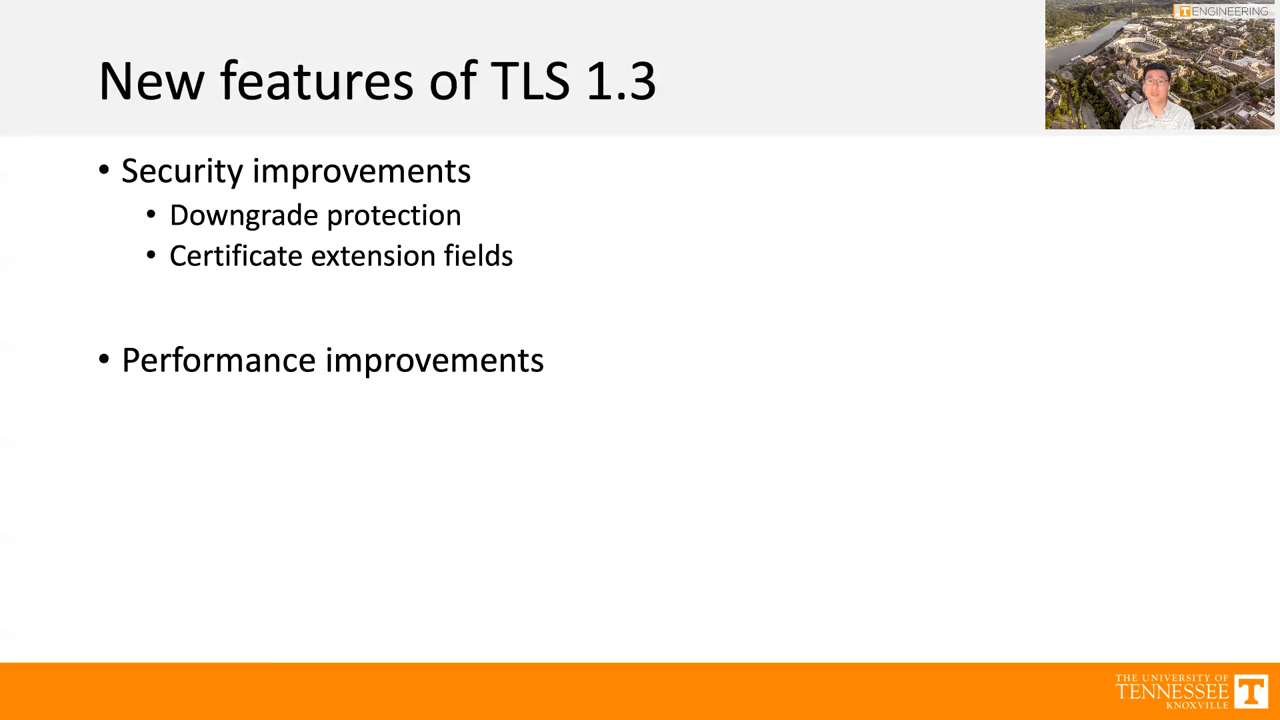 New features of TLS 1.3
TENGINEERING
• Security improvements
• Downgrade protection
• Certificate extension fields
• Performance improvements
THE UNIVERSITY OF
TENNESSEE
KNOXVILLE
T